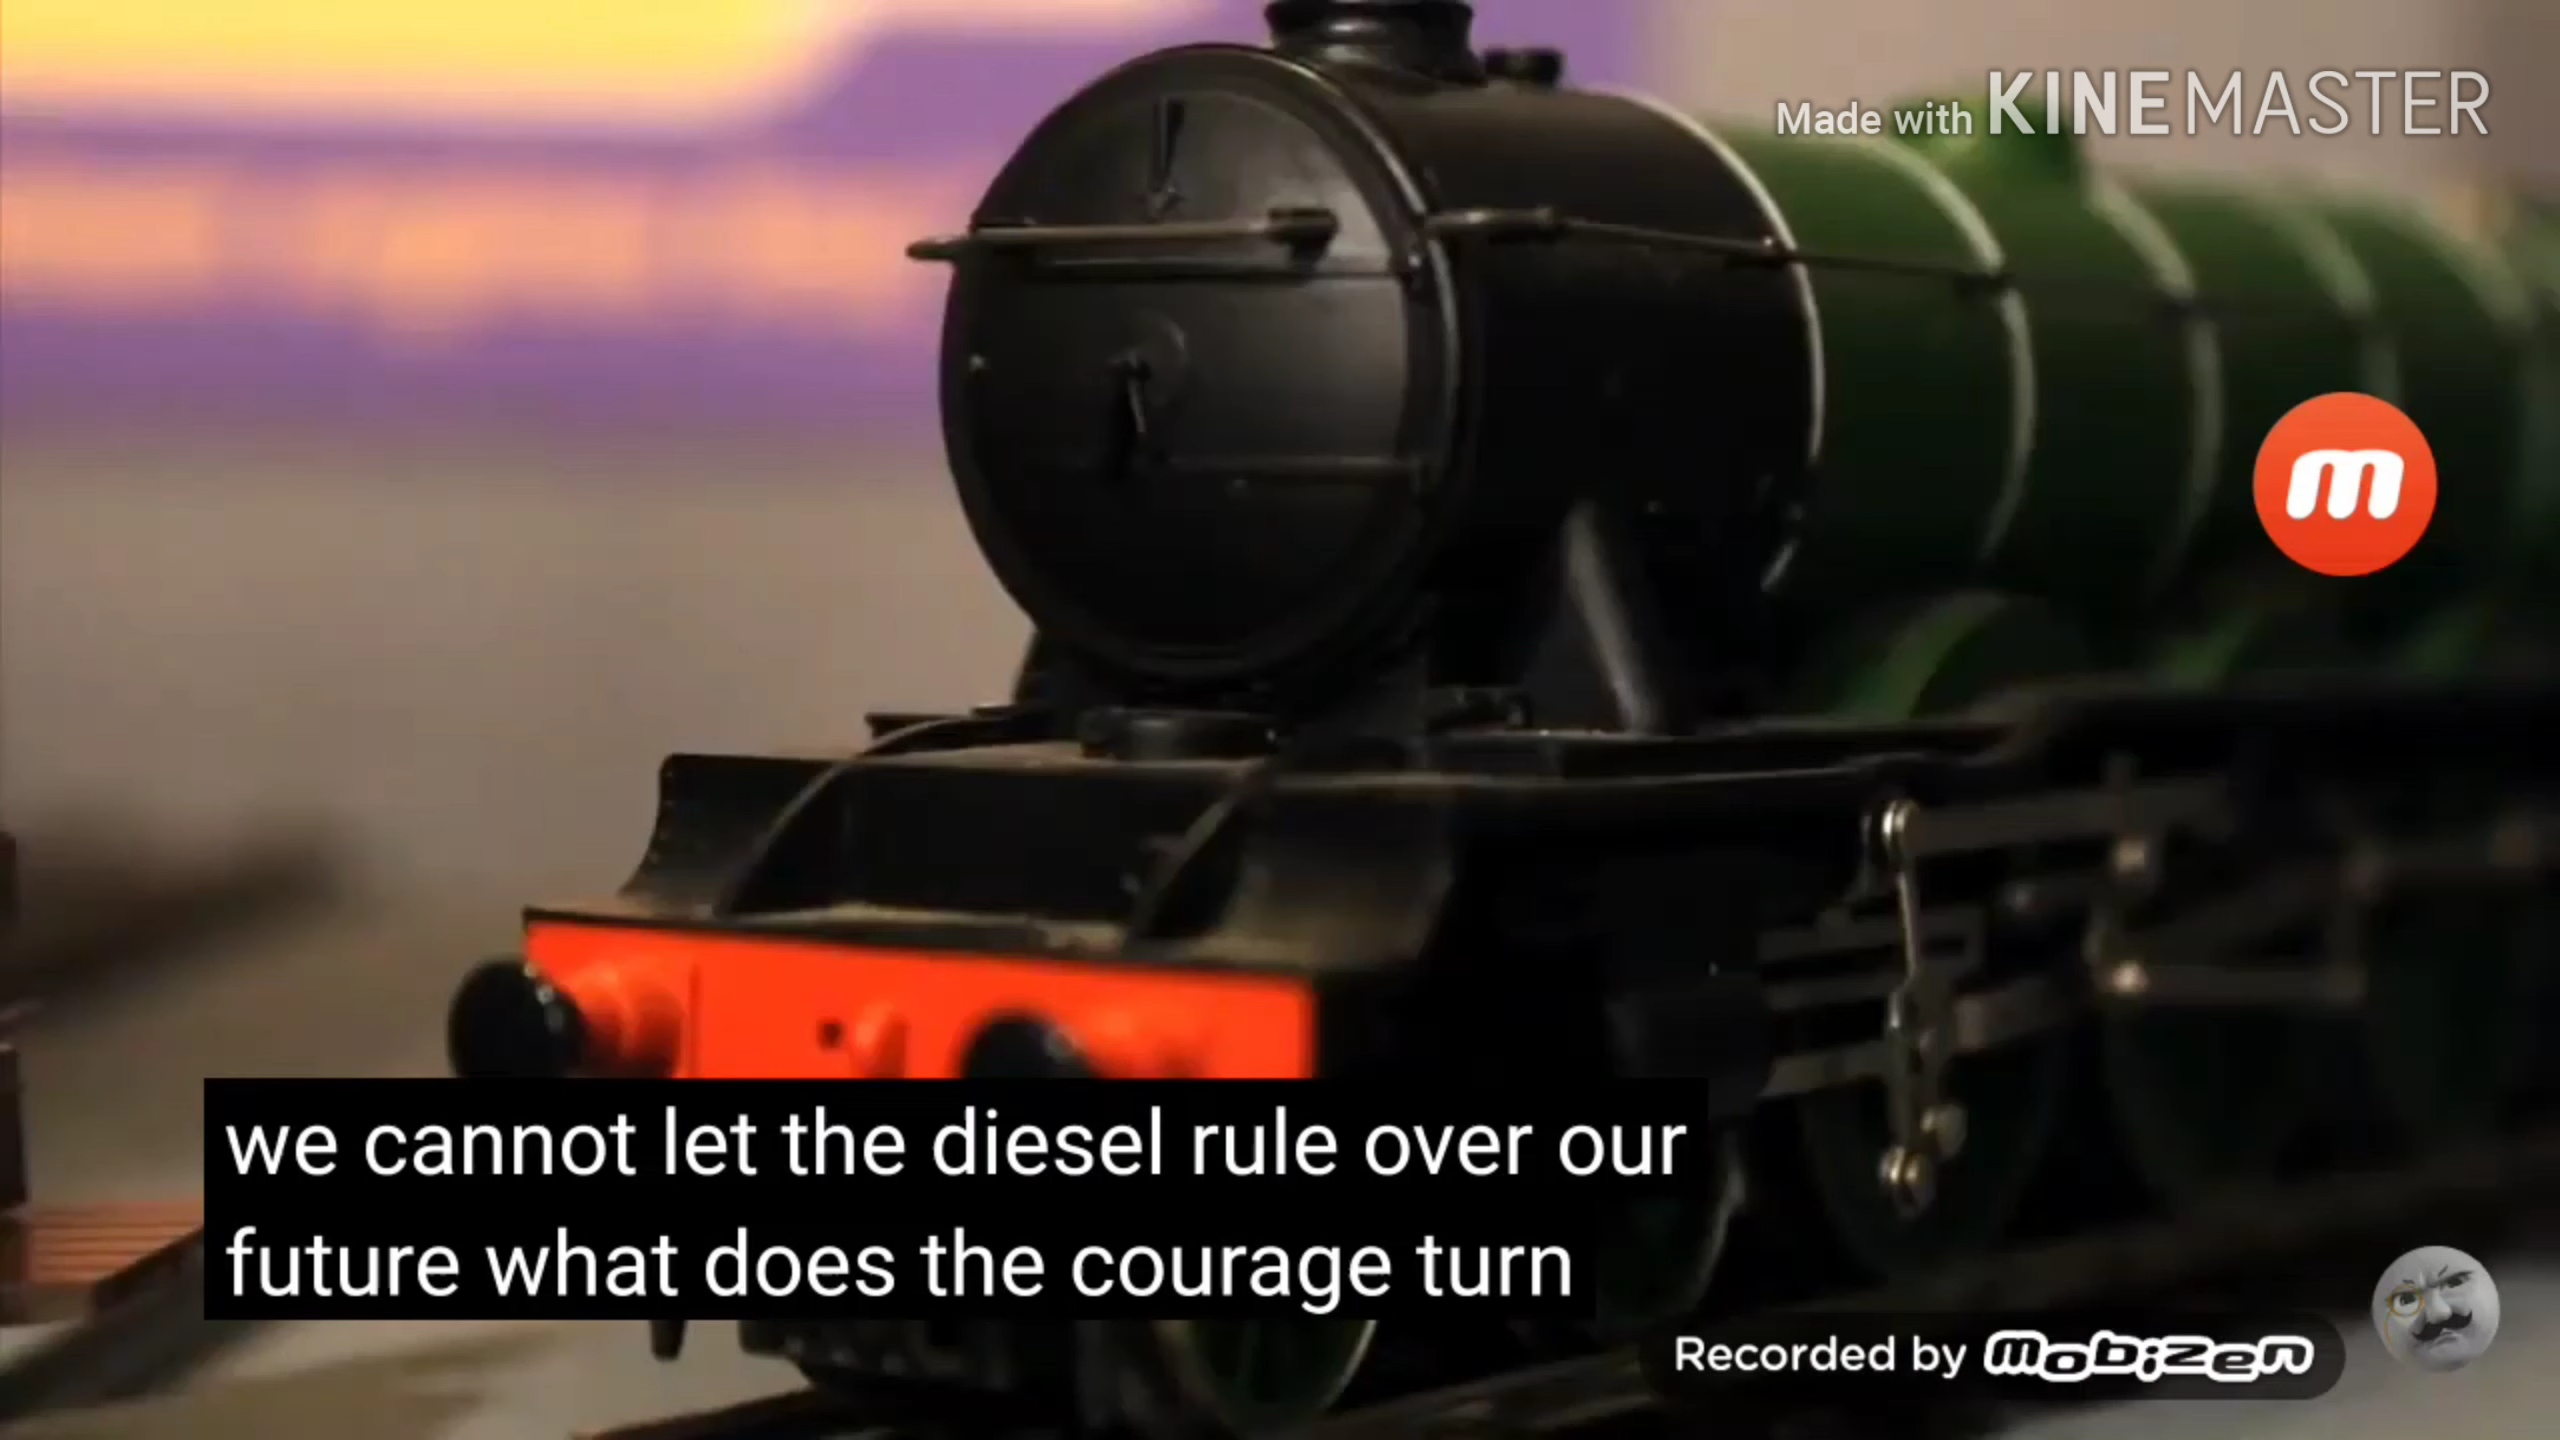 Made with KINEMASTER
m
we cannot let the diesel rule over our
future what does the courage turn
Recorded by mobizen